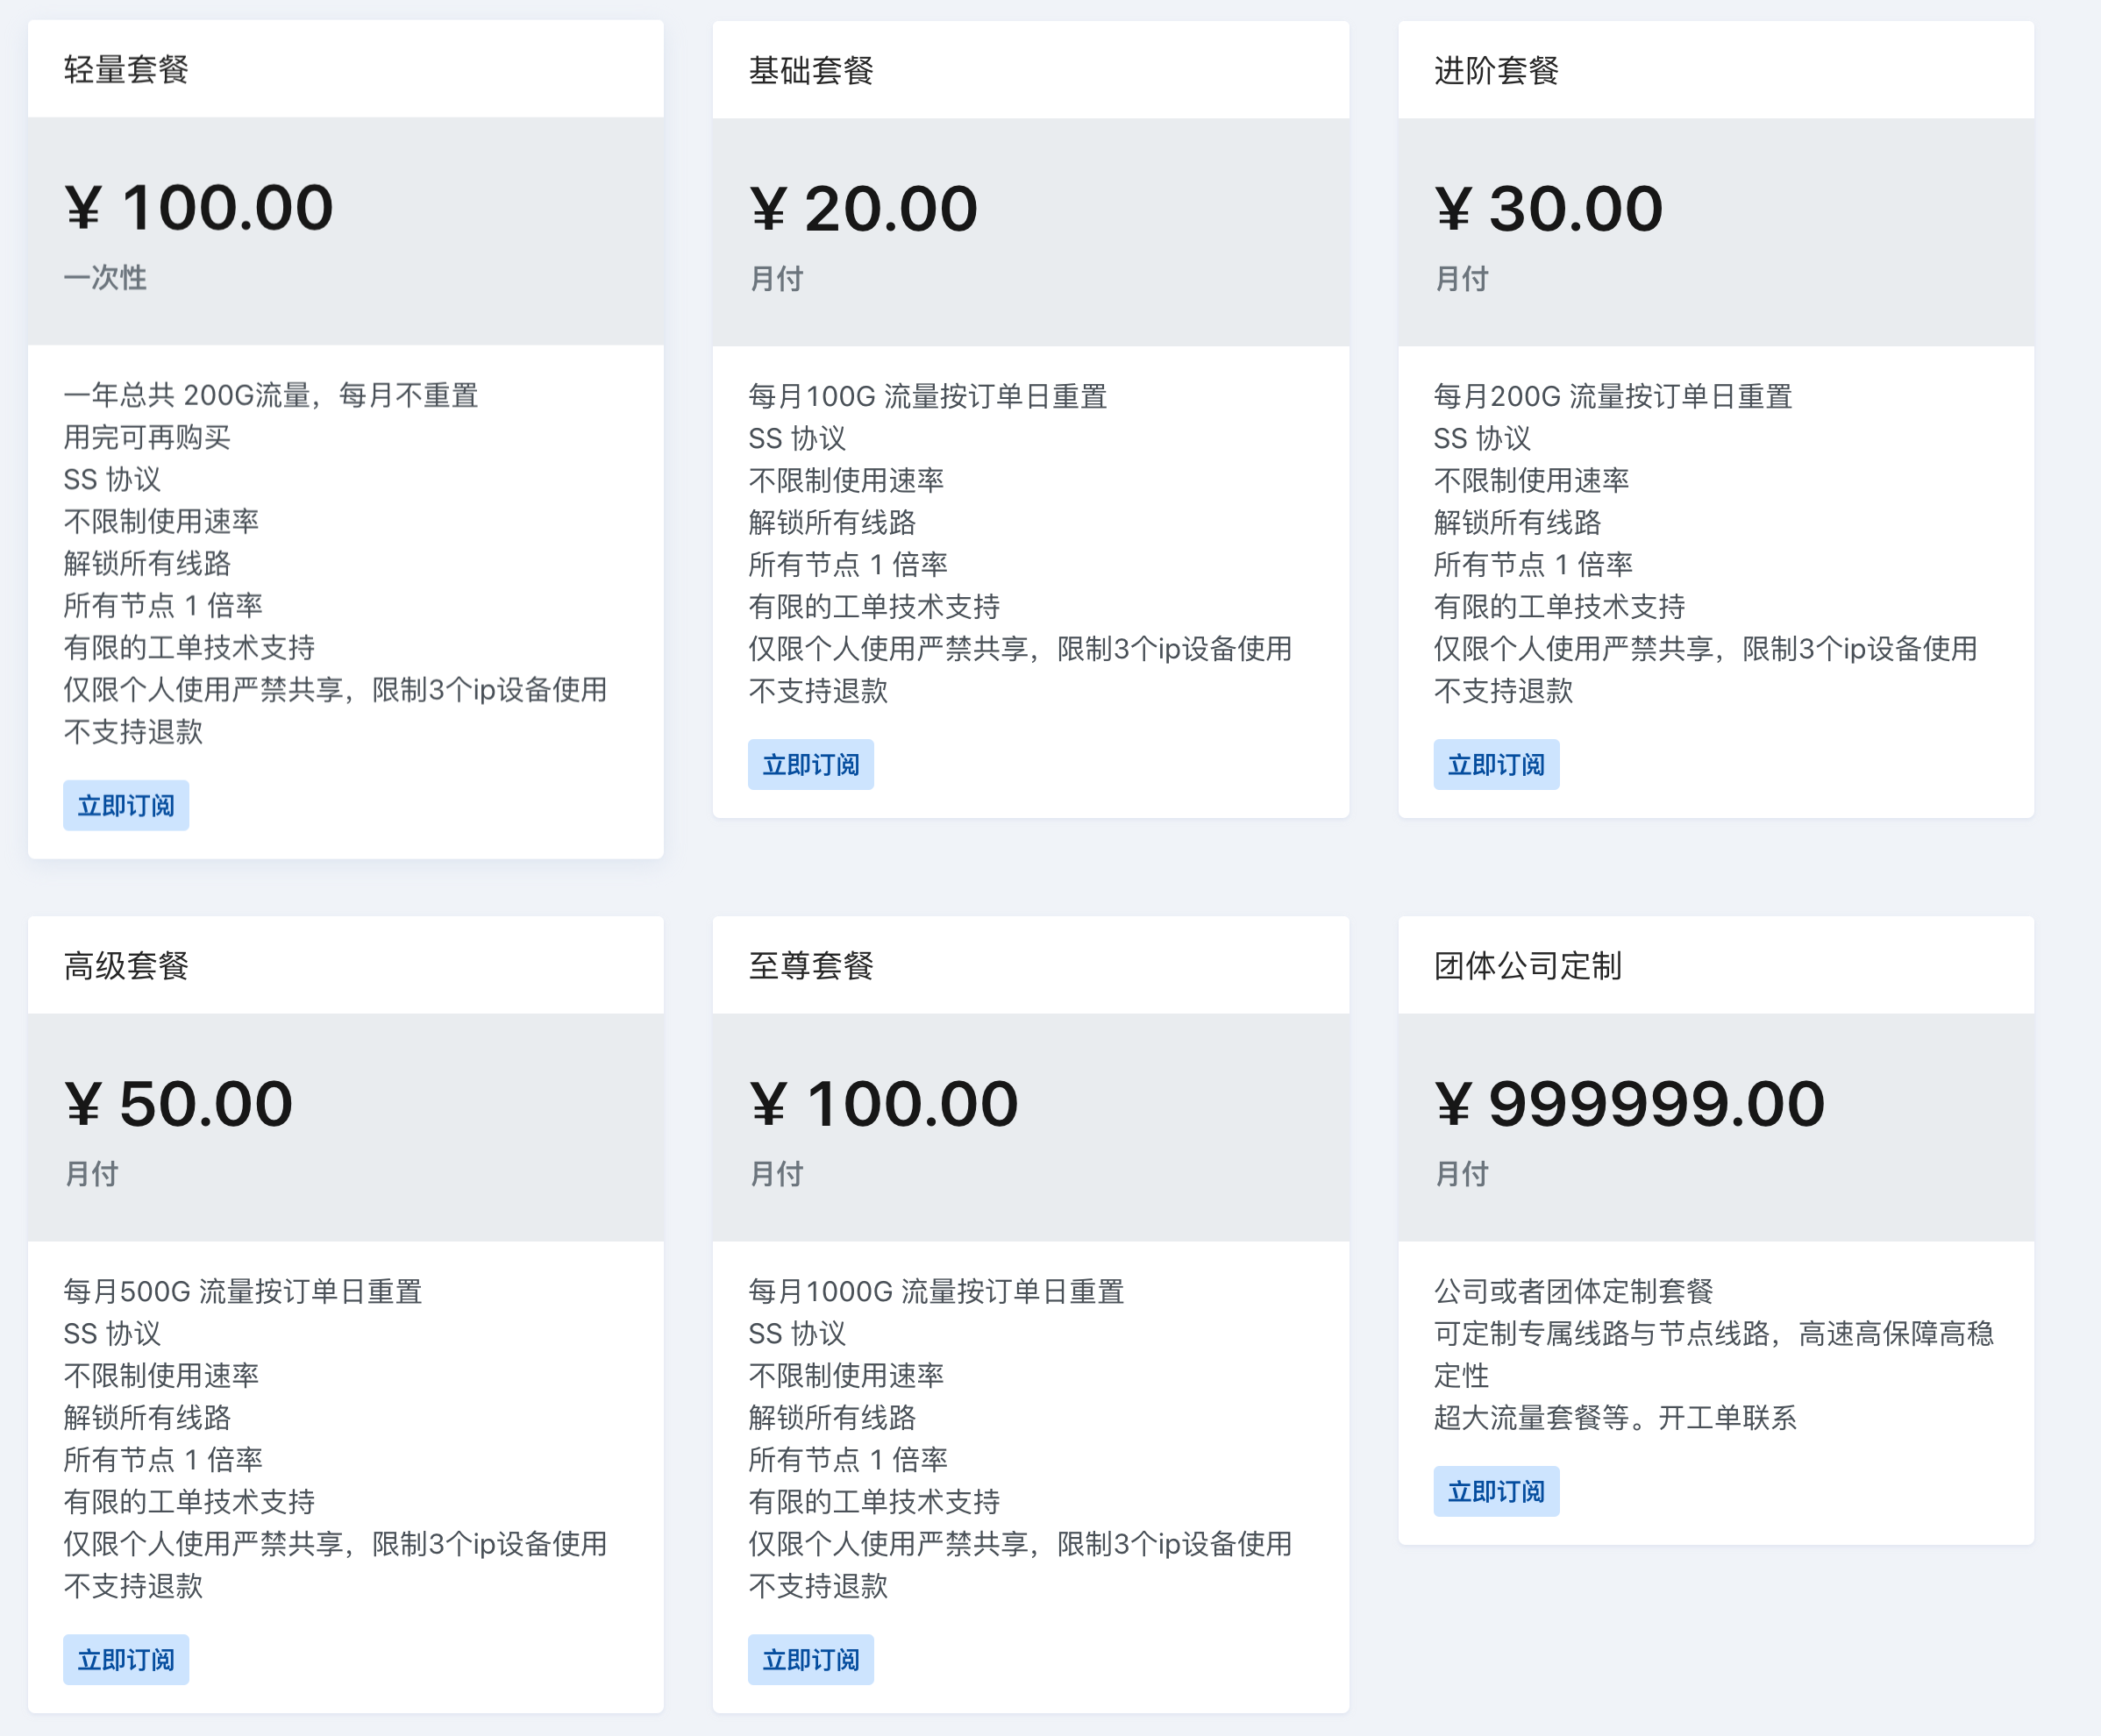 轻量套餐
¥ 100.00
一次性
一年总共 200G流量，每月不重置
用完可再购买
SS 协议
不限制使用速率
解锁所有线路
所有节点 1 倍率
有限的工单技术支持
仅限个人使用严禁共享，限制3个ip设备使用
不支持退款
立即订阅
基础套餐
¥ 20.00
月付
每月100G 流量按订单日重置
SS 协议
不限制使用速率
解锁所有线路
所有节点 1 倍率
有限的工单技术支持
仅限个人使用严禁共享，限制3个ip设备使用
不支持退款
立即订阅
进阶套餐
¥ 30.00
月付
每月200G 流量按订单日重置
SS 协议
不限制使用速率
解锁所有线路
所有节点 1 倍率
有限的工单技术支持
仅限个人使用严禁共享，限制3个ip设备使用
不支持退款
立即订阅
高级套餐
¥ 50.00
月付
每月500G 流量按订单日重置
SS 协议
不限制使用速率
解锁所有线路
所有节点 1 倍率
有限的工单技术支持
仅限个人使用严禁共享，限制3个ip设备使用
不支持退款
立即订阅
至尊套餐
¥ 100.00
月付
每月1000G 流量按订单日重置
SS 协议
不限制使用速率
解锁所有线路
所有节点 1 倍率
有限的工单技术支持
仅限个人使用严禁共享，限制3个ip设备使用
不支持退款
立即订阅
团体公司定制
¥ 999999.00
月付
公司或者团体定制套餐
可定制专属线路与节点线路，高速高保障高稳
定性
超大流量套餐等。开工单联系
立即订阅